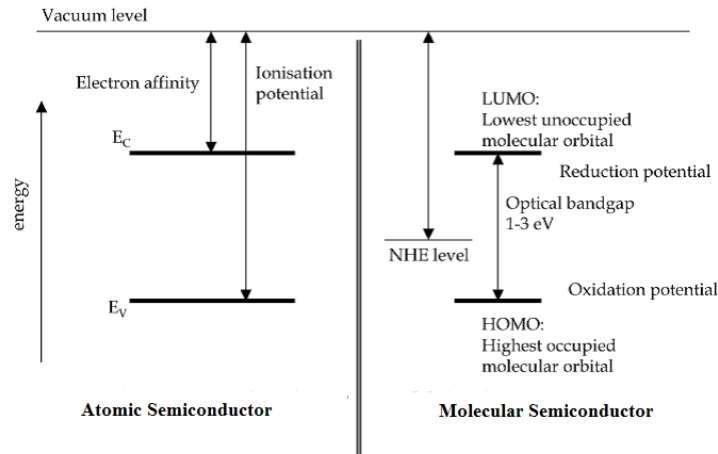 Vacuum level
Electron affinity
Ionisation
potential
E_C
energy
E_V
Atomic Semiconductor
LUMO:
Lowest unoccupied
molecular orbital
Reduction potential
Optical bandgap
1-3 eV
NHE level
Oxidation potential
HOMO:
Highest occupied
molecular orbital
Molecular Semiconductor